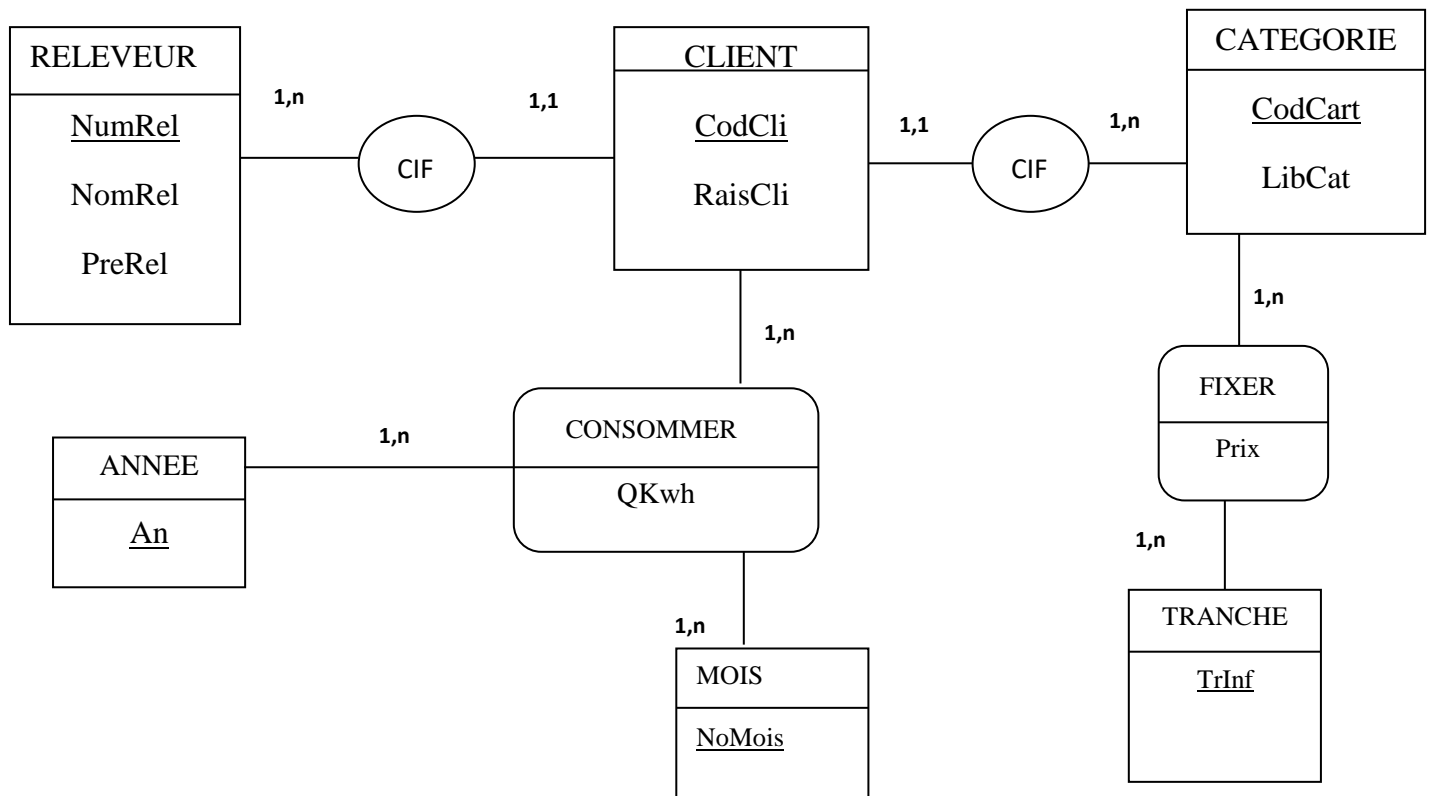 RELEVEUR
NumRel
NomRel
PreRel
1,n
CIF
1,1
CLIENT
CodCli
RaisCli
1,1
CIF
1,n
CATEGORIE
CodCart
LibCat
1,n
1,n
FIXER
Prix
1,n
CONSOMMER
QKwh
ANNEE
An
1,n
1,n
TRANCHE
TrInf
1,n
MOIS
NoMois